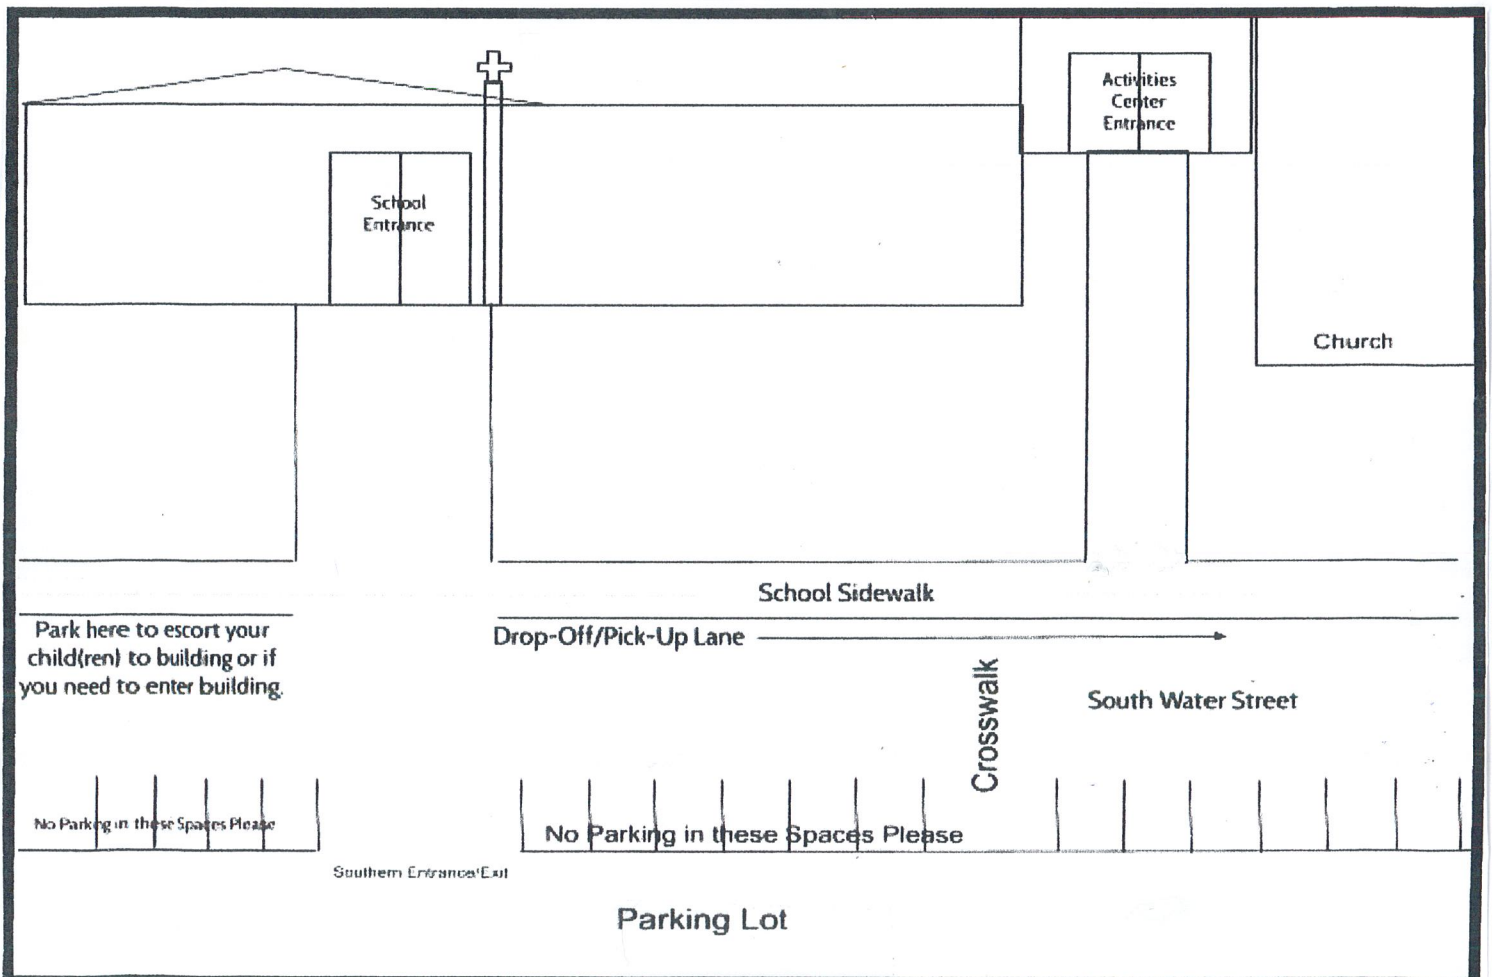 Activities
Center
Entrance
School
Entrance
Church
School Sidewalk
Drop-Off/Pick-Up Lane
Park here to escort your
child(ren) to building or if
you need to enter building.
Crosswalk
South Water Street
No Parking in these Spaces Please
No Parking in these Spaces Please
Southern Entrance/Exit
Parking Lot